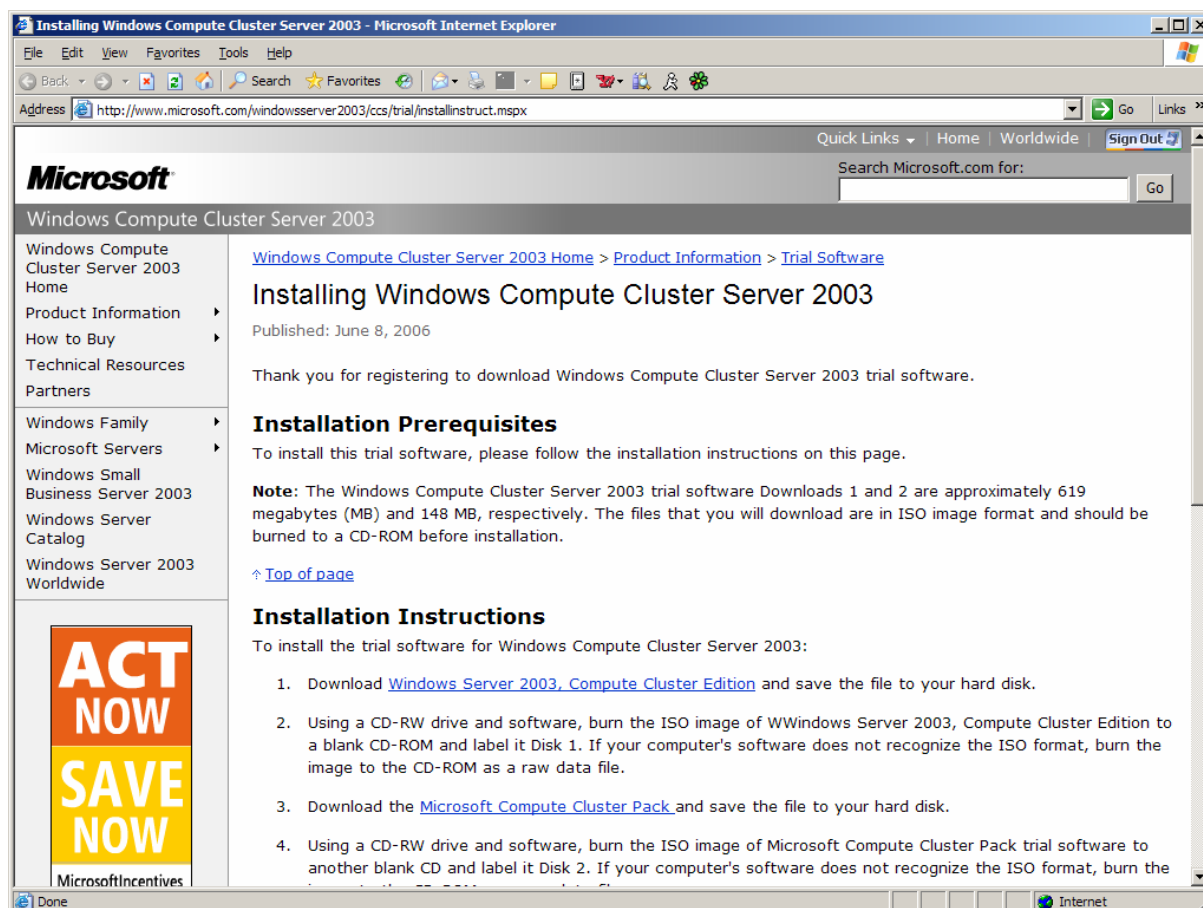 Installing Windows Compute Cluster Server 2003 - Microsoft Internet Explorer
File Edit View Favorites Tools Help
Back Search Favorites
Address http://www.microsoft.com/windowsserver2003/ccs/trial/installinstruct.mspx Go Links »
Quick Links | Home | Worldwide | Sign Out
Microsoft
Search Microsoft.com for:
Go
Windows Compute Cluster Server 2003
Windows Compute
Cluster Server 2003
Home
Product Information
How to Buy
Technical Resources
Partners
Windows Family
Microsoft Servers
Windows Small
Business Server 2003
Windows Server
Catalog
Windows Server 2003
Worldwide
ACT
NOW
SAVE
NOW
MicrosoftIncentives
Windows Compute Cluster Server 2003 Home > Product Information > Trial Software
Installing Windows Compute Cluster Server 2003
Published: June 8, 2006
Thank you for registering to download Windows Compute Cluster Server 2003 trial software.
Installation Prerequisites
To install this trial software, please follow the installation instructions on this page.
Note: The Windows Compute Cluster Server 2003 trial software Downloads 1 and 2 are approximately 619
megabytes (MB) and 148 MB, respectively. The files that you will download are in ISO image format and should be
burned to a CD-ROM before installation.
Top of page
Installation Instructions
To install the trial software for Windows Compute Cluster Server 2003:
1. Download Windows Server 2003, Compute Cluster Edition and save the file to your hard disk.
2. Using a CD-RW drive and software, burn the ISO image of WWindows Server 2003, Compute Cluster Edition to
a blank CD-ROM and label it Disk 1. If your computer's software does not recognize the ISO format, burn the
image to the CD-ROM as a raw data file.
3. Download the Microsoft Compute Cluster Pack and save the file to your hard disk.
4. Using a CD-RW drive and software, burn the ISO image of Microsoft Compute Cluster Pack trial software to
another blank CD and label it Disk 2. If your computer's software does not recognize the ISO format, burn the
Done Internet